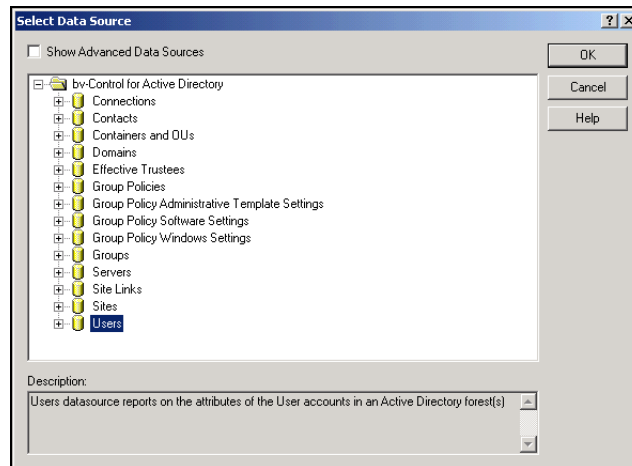 Select Data Source
Show Advanced Data Sources
OK
Cancel
Help
bv-Control for Active Directory
Connections
Contacts
Containers and OUs
Domains
Effective Trustees
Group Policies
Group Policy Administrative Template Settings
Group Policy Software Settings
Group Policy Windows Settings
Groups
Servers
Site Links
Sites
Users
Description:
Users datasource reports on the attributes of the User accounts in an Active Directory forest(s)